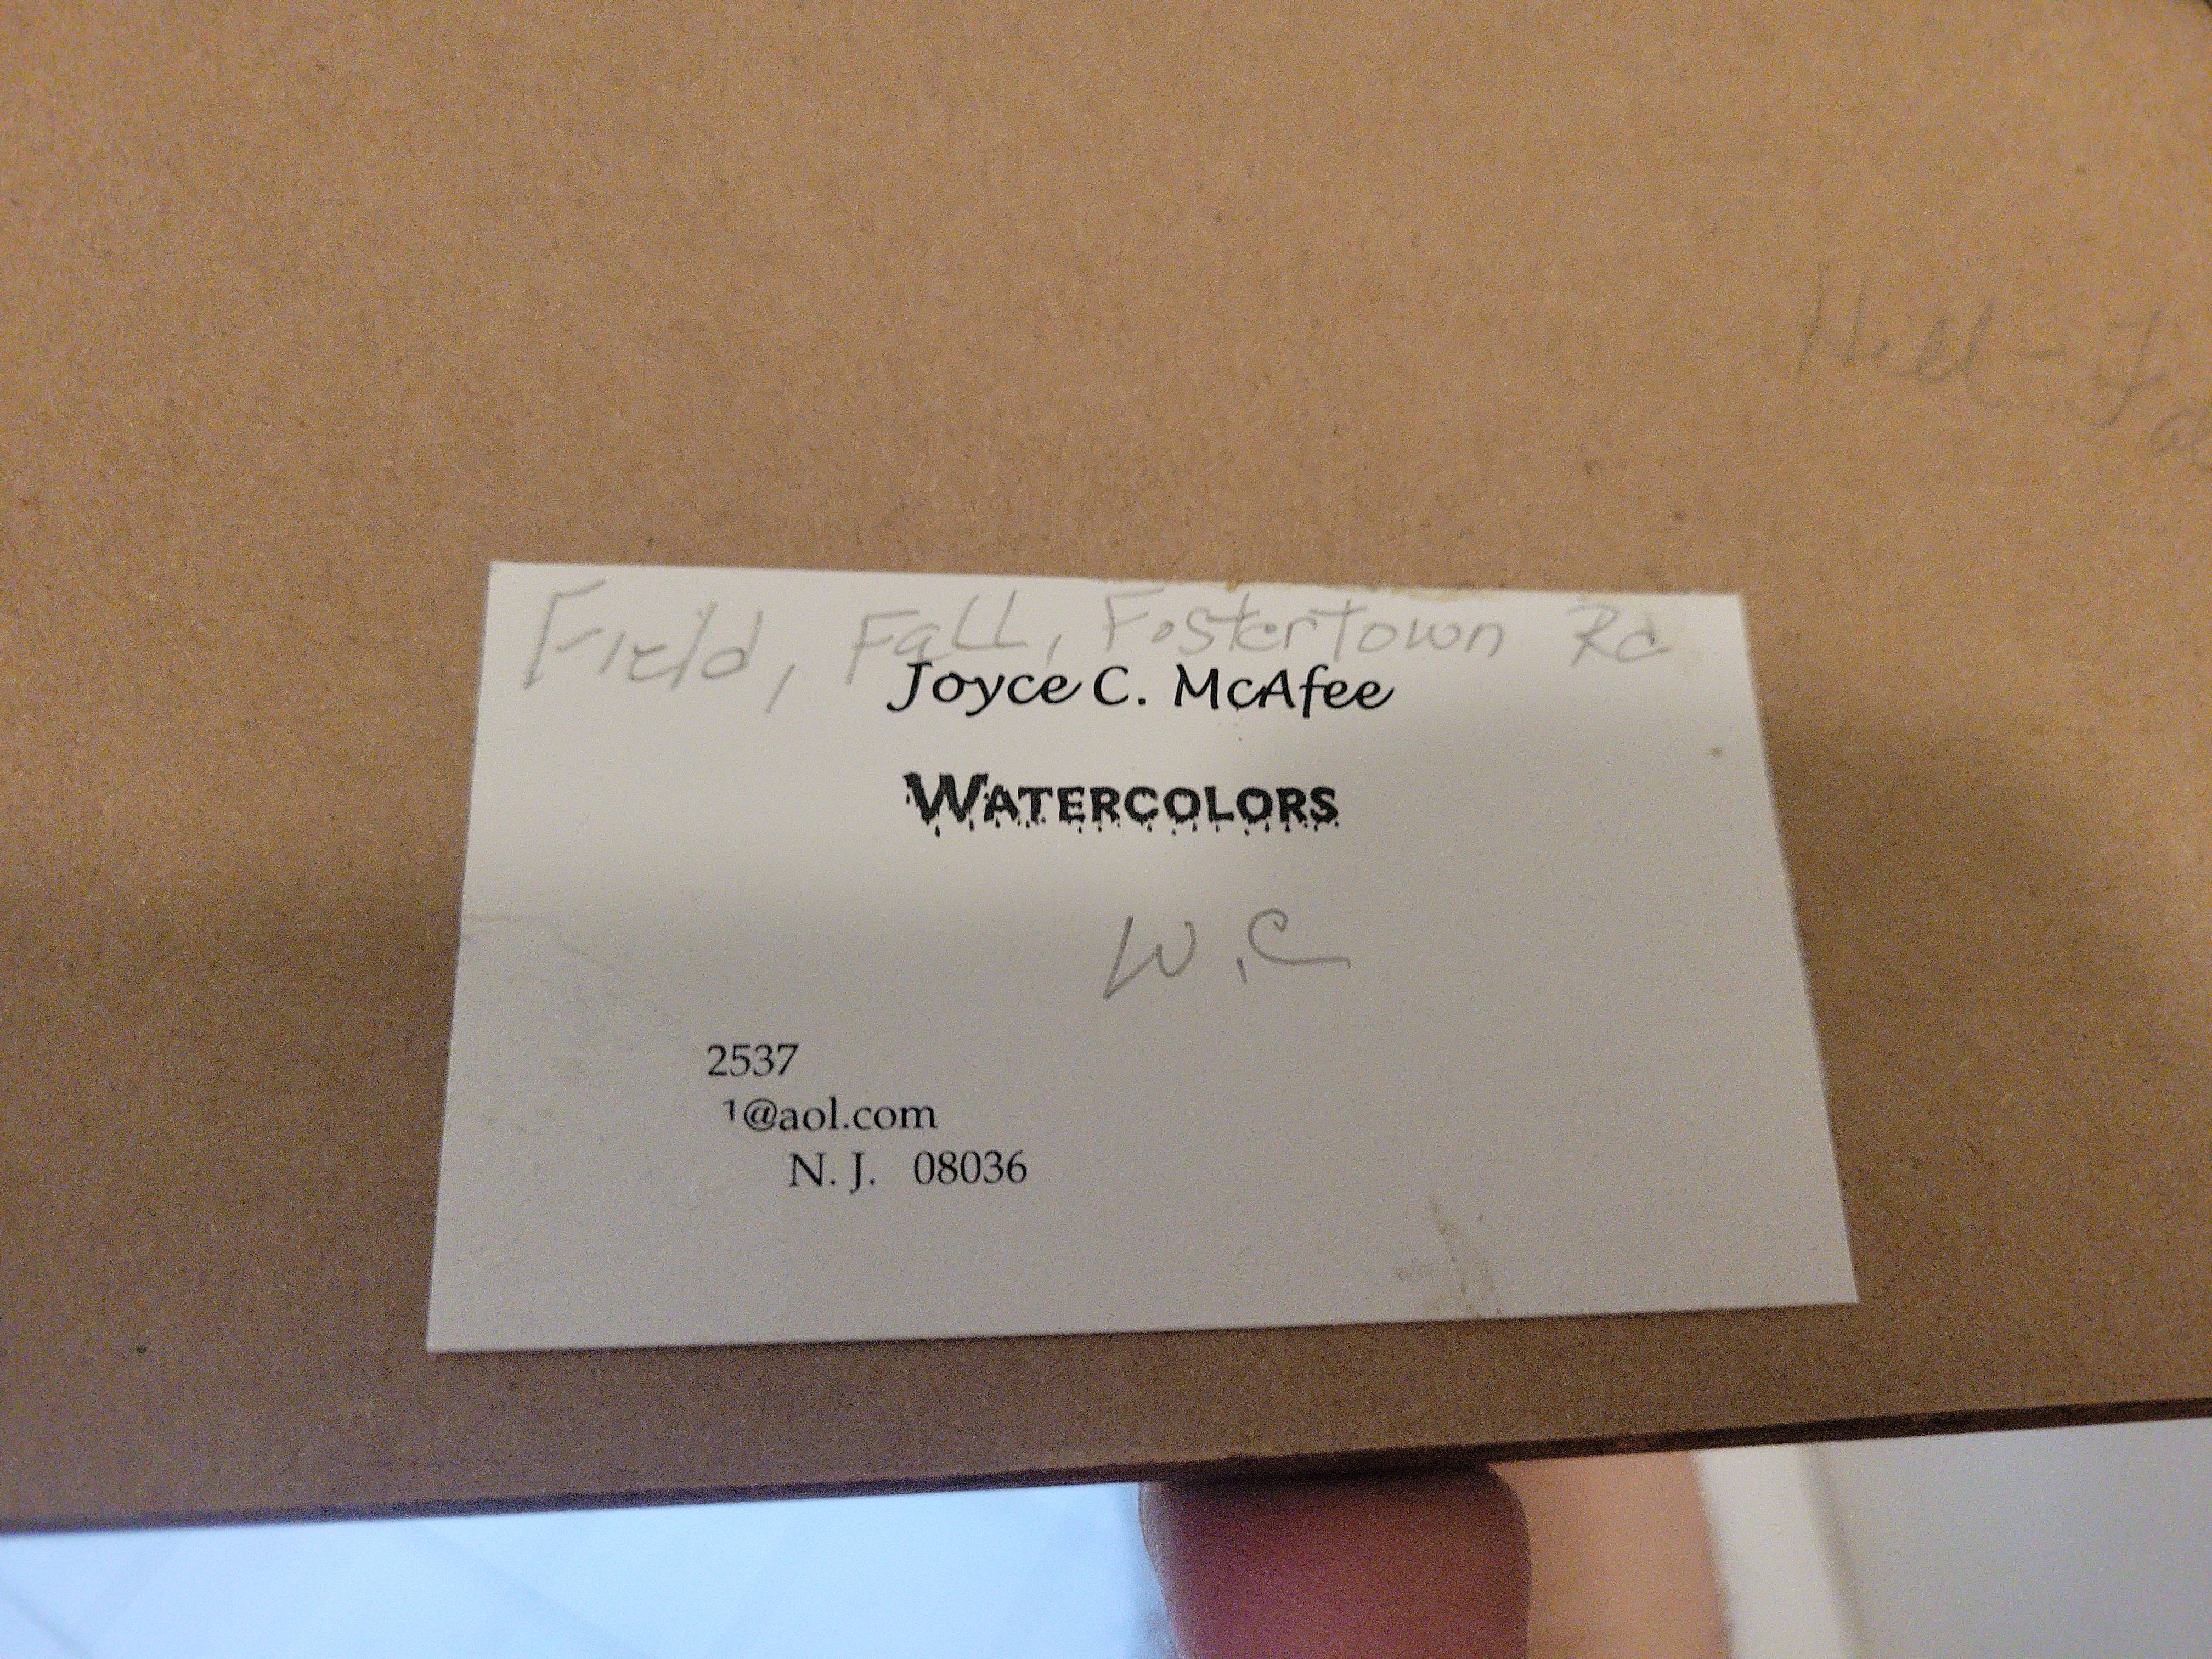 Field, Fall, Fostertown Rd
Joyce C. McAfee
WATERCOLORS
W.C
2537
1@aol.com
N. J. 08036